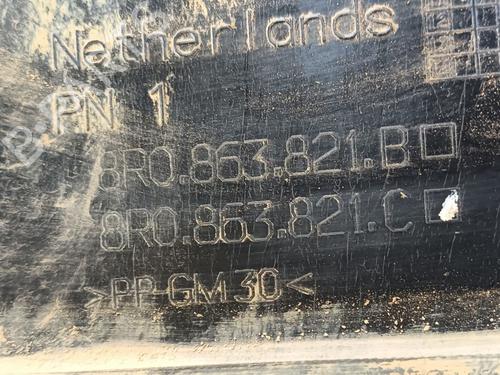 Netherlands
PN 1
8R0.863.821.B
8R0.863.821.C
>PP-GM30<